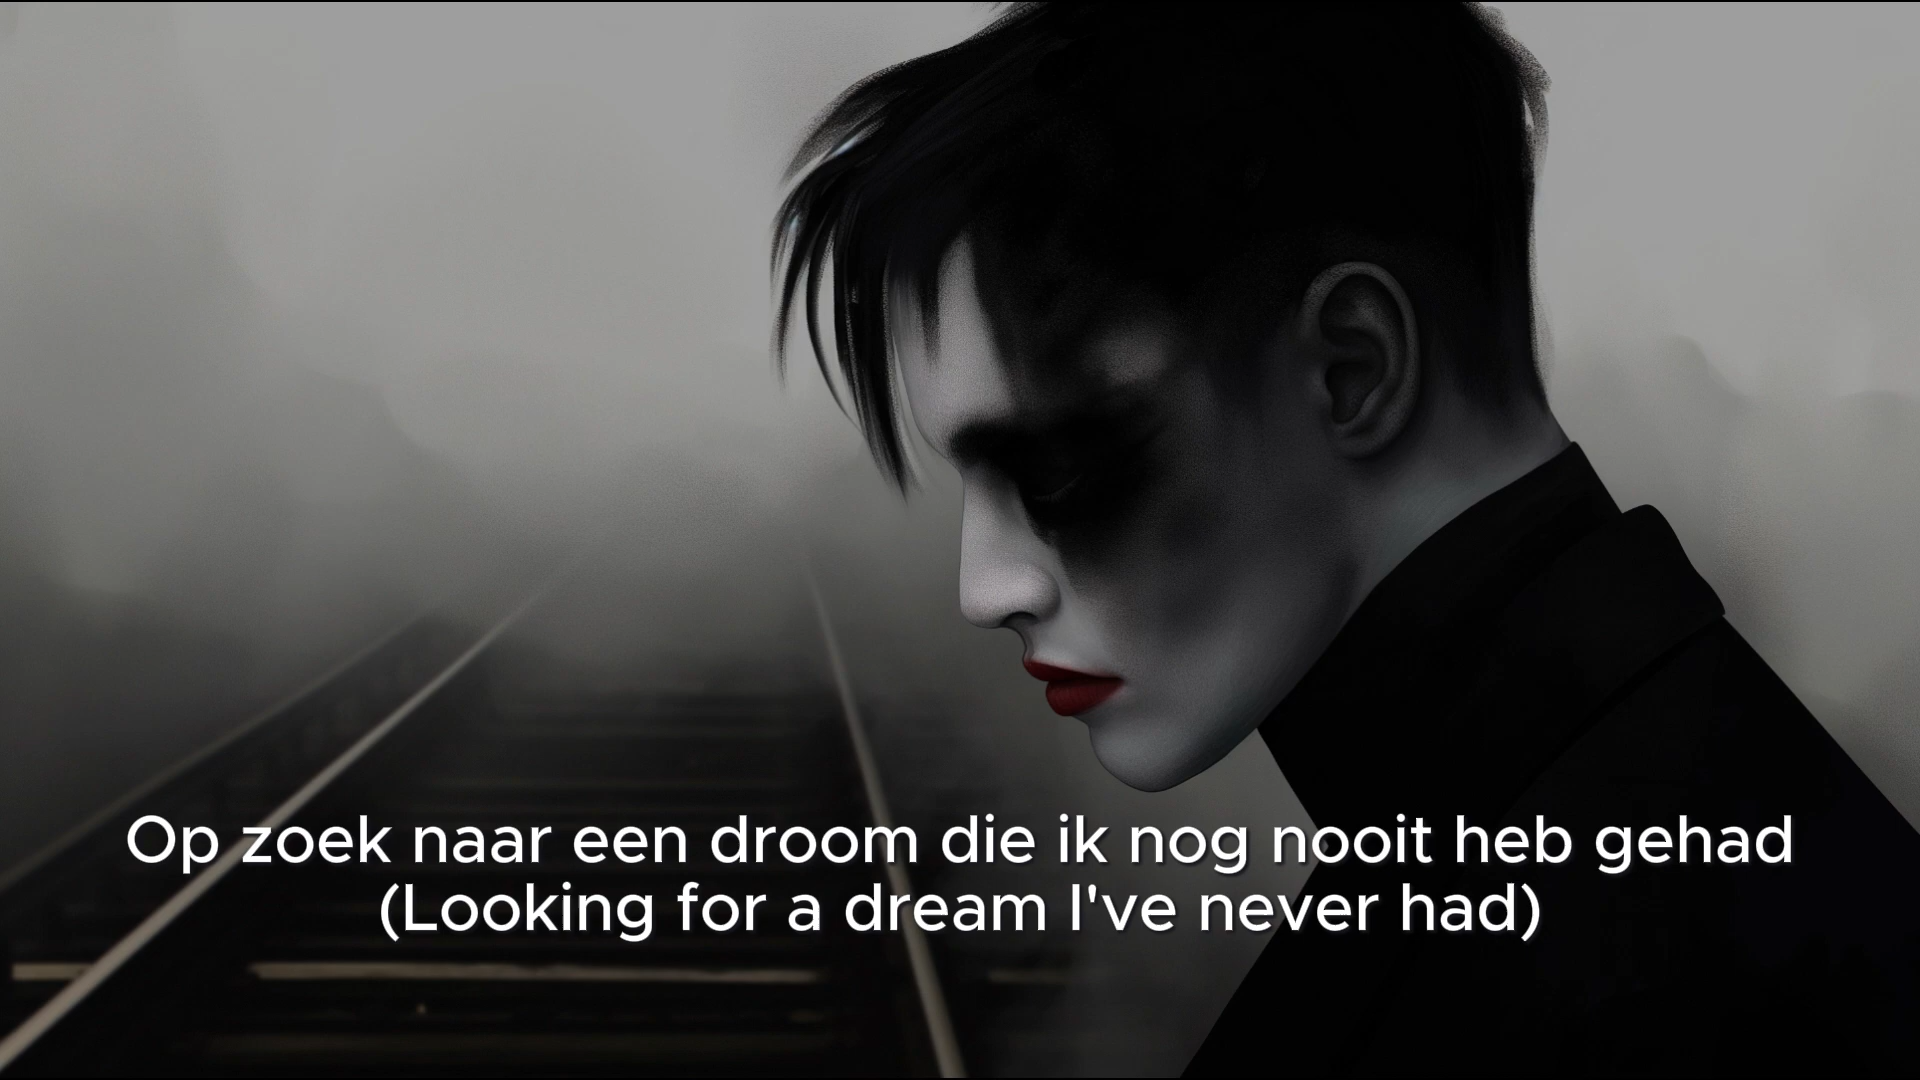 Op zoek naar een droom die ik nog nooit heb gehad
(Looking for a dream I've never had)